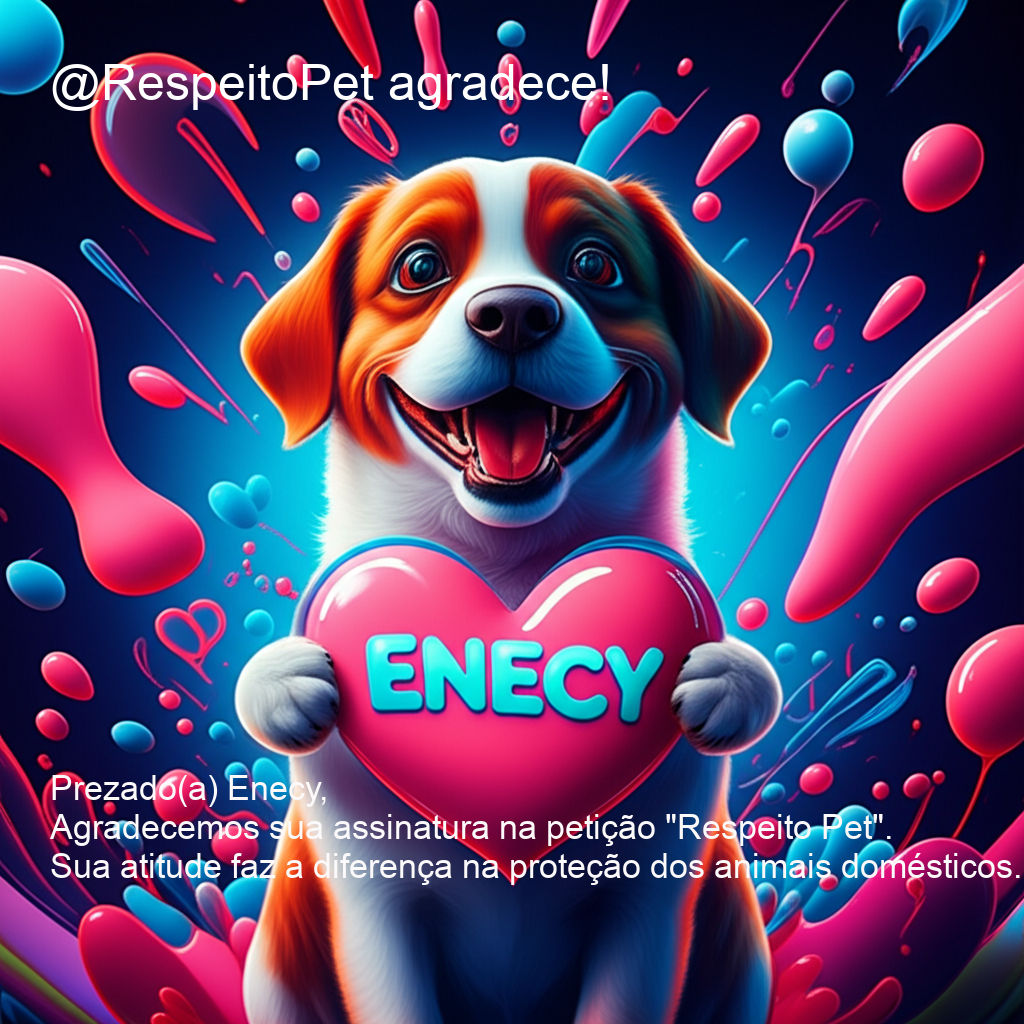 @RespeitoPet agradece!
ENECY
Prezado(a) Enecy,
Agradecemos sua assinatura na petição "Respeito Pet".
Sua atitude faz a diferença na proteção dos animais domésticos.